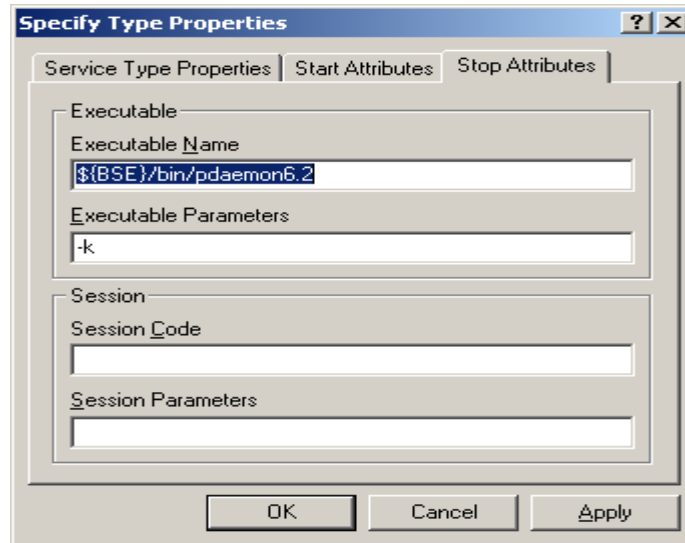 Specify Type Properties
Service Type Properties
Start Attributes
Stop Attributes
Executable
Executable Name
${BSE}/bin/pdaemon6.2
Executable Parameters
-k
Session
Session Code
Session Parameters
OK
Cancel
Apply